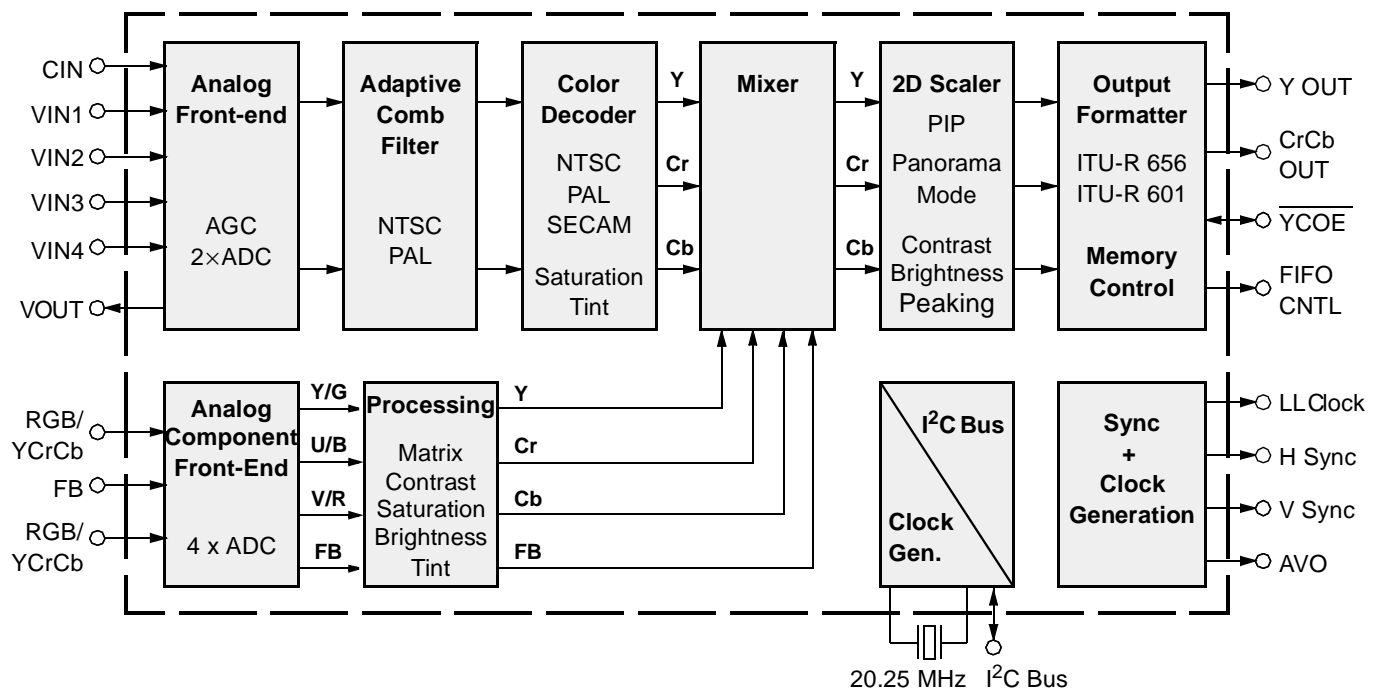 CIN
VIN1
VIN2
VIN3
VIN4
VOUT
Analog
Front-end
AGC
2×ADC
Adaptive
Comb
Filter
NTSC
PAL
Color
Decoder
NTSC
PAL
SECAM
Saturation
Tint
Y
Cr
Cb
Mixer
Y
Cr
Cb
2D Scaler
PIP
Panorama
Mode
Contrast
Brightness
Peaking
Output
Formatter
ITU-R 656
ITU-R 601
Memory
Control
Y OUT
CrCb
OUT
YCOE
FIFO
CNTL
RGB/
YCrCb
FB
RGB/
YCrCb
Analog
Component
Front-End
4 x ADC
Y/G
U/B
V/R
FB
Processing
Matrix
Contrast
Saturation
Brightness
Tint
Y
Cr
Cb
FB
I²C Bus
Clock
Gen.
20.25 MHz
I²C Bus
Sync
+
Clock
Generation
LLClock
H Sync
V Sync
AVO